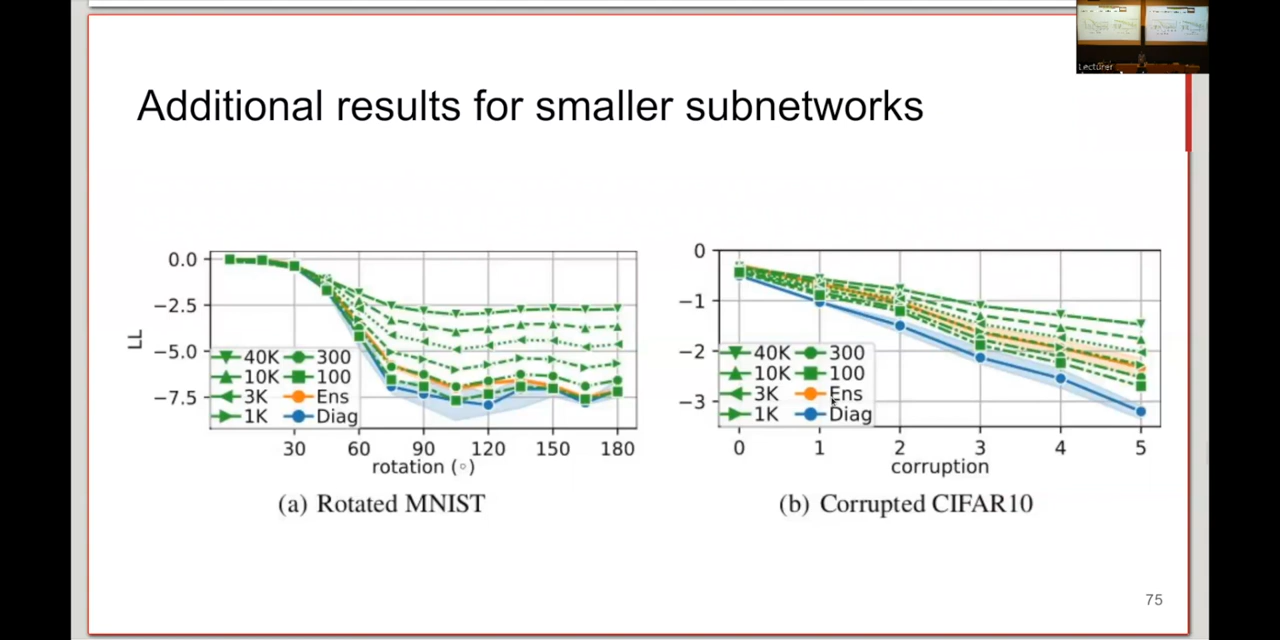 Lecturer
Additional results for smaller subnetworks
0.0
−2.5
−5.0
−7.5
LL
40K 300
10K 100
3K Ens
1K Diag
30 60 90 120 150 180
rotation (◦)
(a) Rotated MNIST
0
−1
−2
−3
40K 300
10K 100
3K Ens
1K Diag
0 1 2 3 4 5
corruption
(b) Corrupted CIFAR10
75